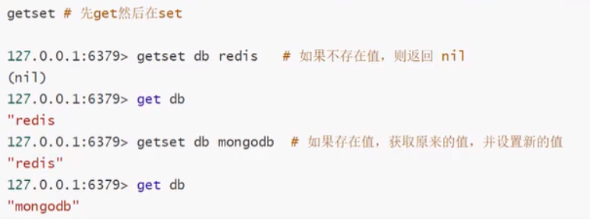 getset # 先get然后在set
127.0.0.1:6379> getset db redis # 如果不存在值，则返回 nil
(nil)
127.0.0.1:6379> get db
"redis
127.0.0.1:6379> getset db mongodb # 如果存在值，获取原来的值，并设置新的值
"redis"
127.0.0.1:6379> get db
"mongodb"